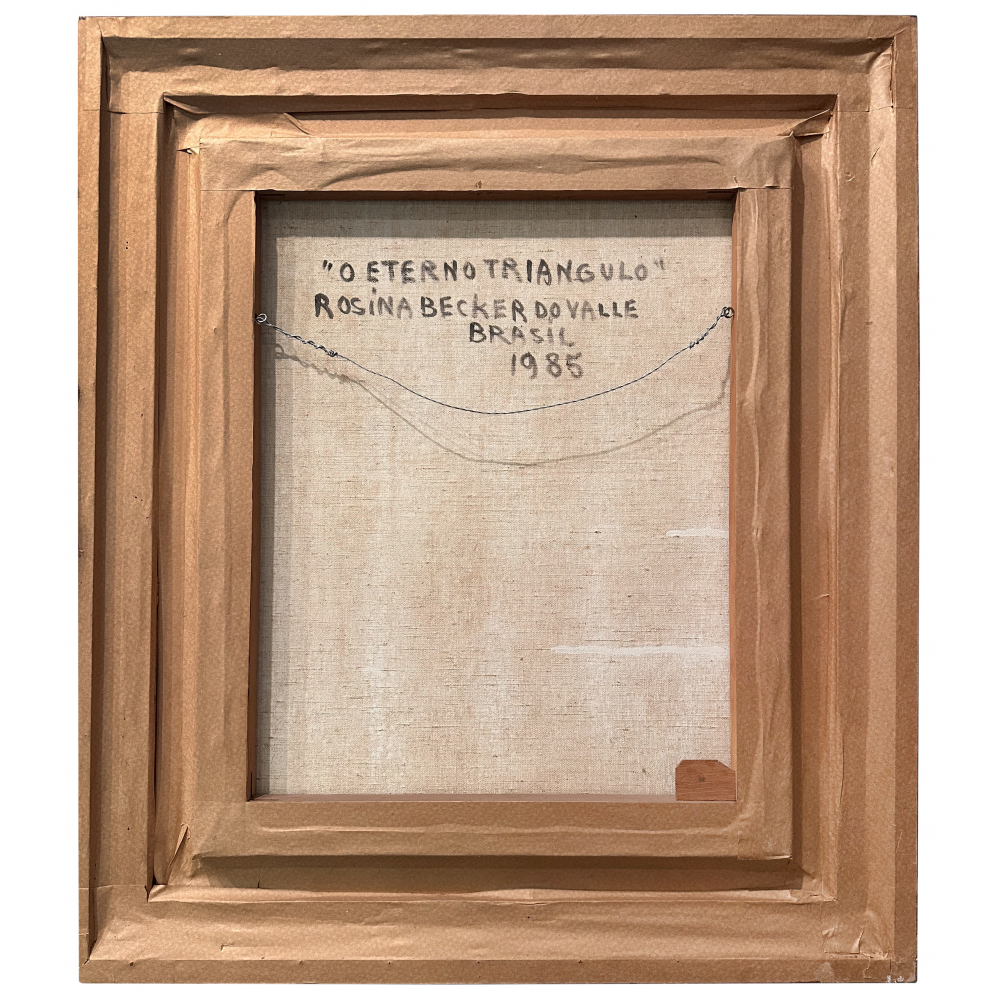 "O ETERNO TRIANGULO"
ROSiNA BECKER DO VALLE
BRASIL
1985